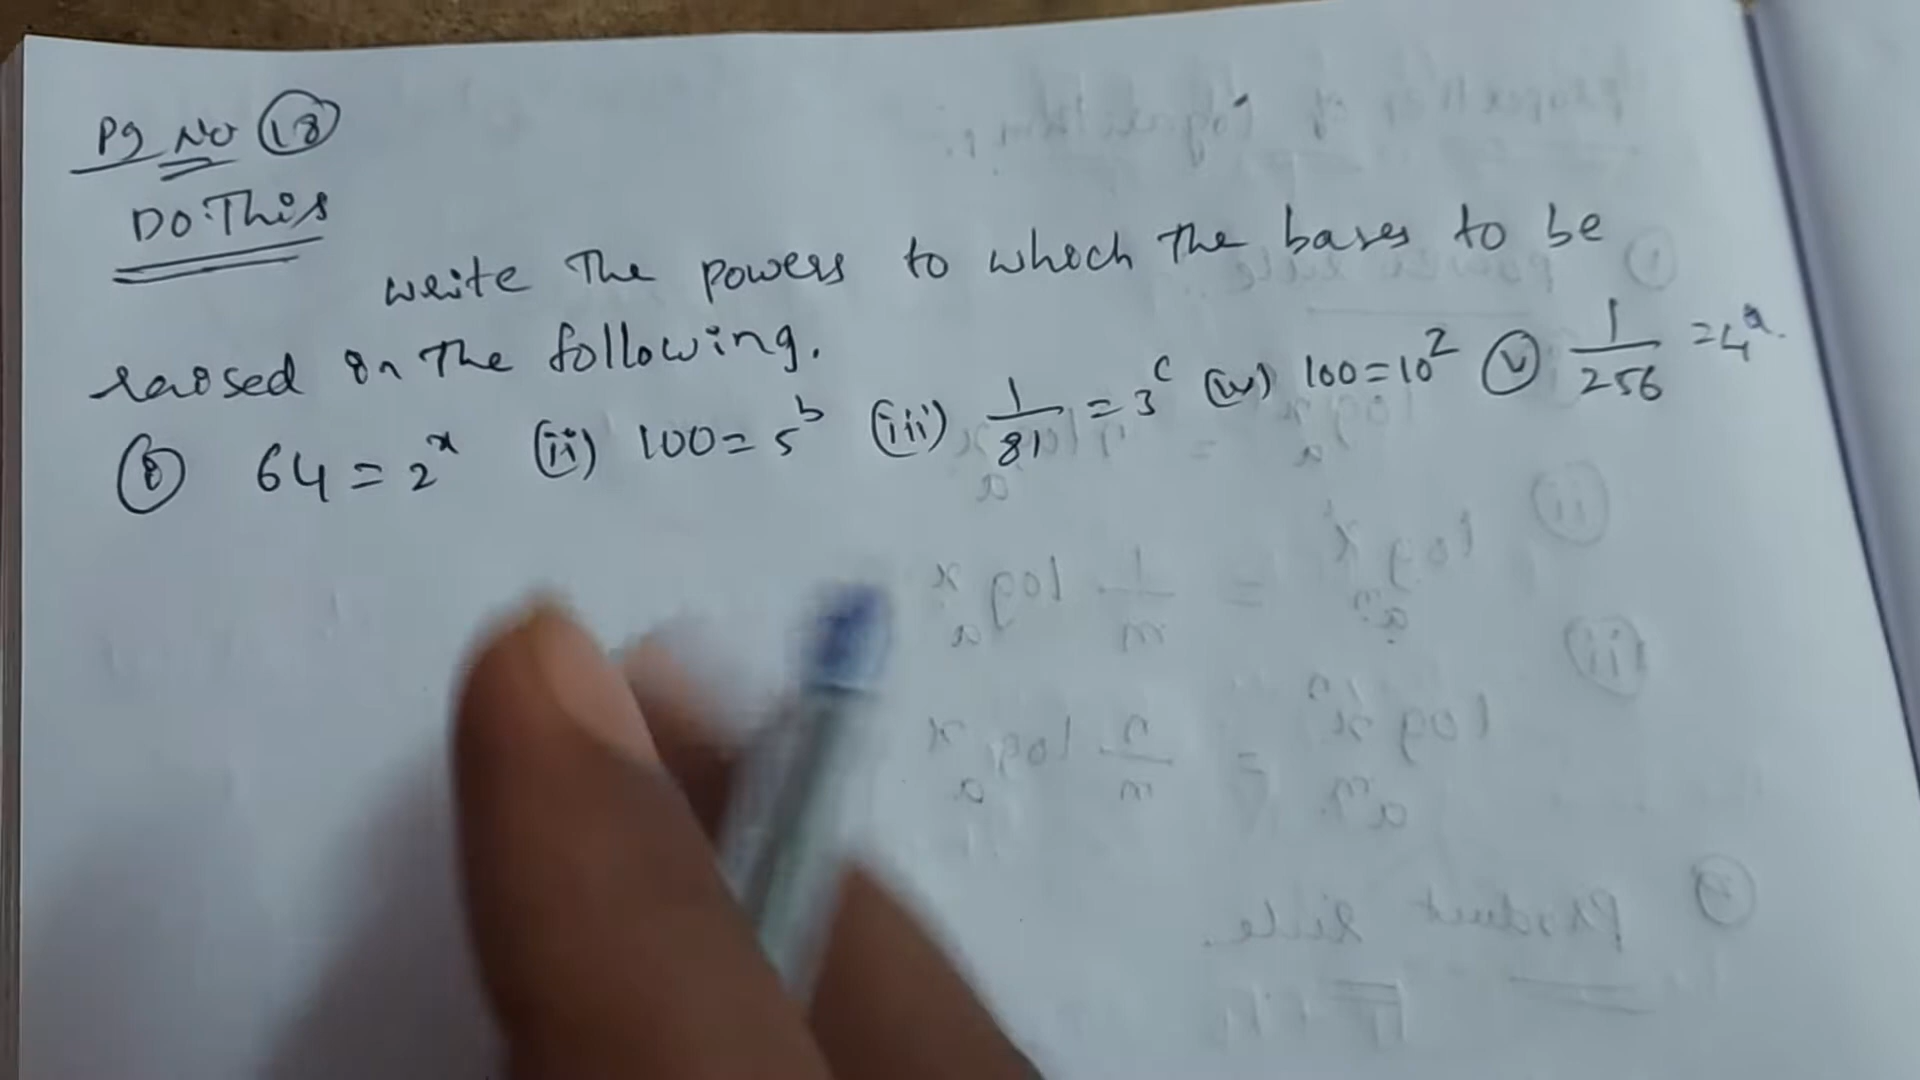 Pg No 18
Do This
write the powers to which the bases to be
raised in the following.
(i) 64 = 2^x (ii) 100 = 5^b (iii) 1/81 = 3^c (iv) 100 = 10^2 (v) 1/256 = 4^a.